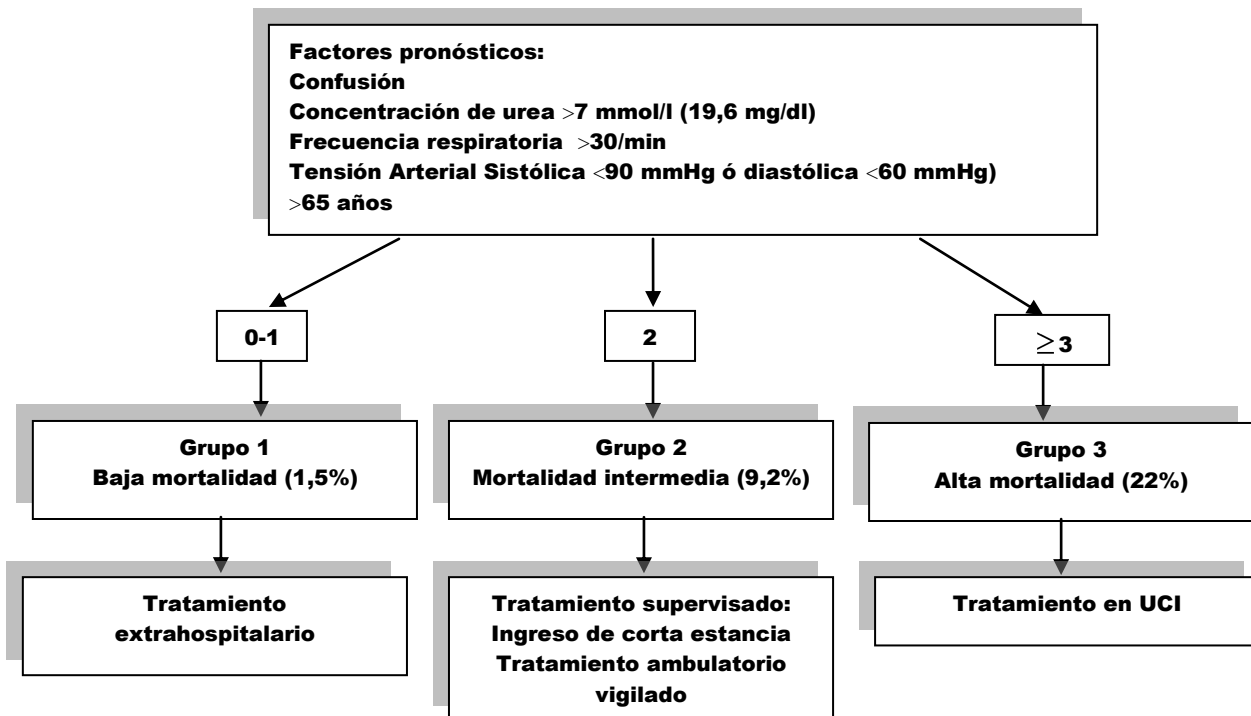 Factores pronósticos:
Confusión
Concentración de urea >7 mmol/l (19,6 mg/dl)
Frecuencia respiratoria >30/min
Tensión Arterial Sistólica <90 mmHg ó diastólica <60 mmHg)
>65 años
0-1
2
≥3
Grupo 1
Baja mortalidad (1,5%)
Grupo 2
Mortalidad intermedia (9,2%)
Grupo 3
Alta mortalidad (22%)
Tratamiento
extrahospitalario
Tratamiento supervisado:
Ingreso de corta estancia
Tratamiento ambulatorio
vigilado
Tratamiento en UCI